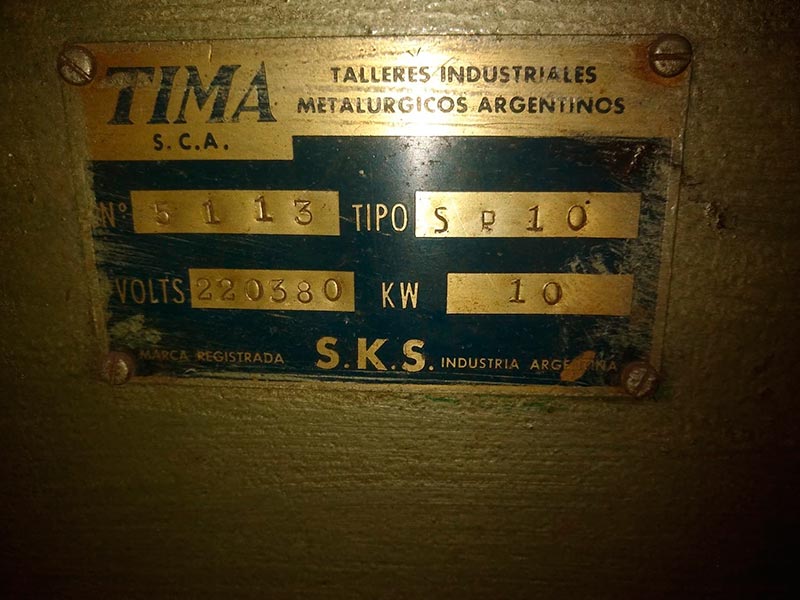 TIMA
S.C.A.
TALLERES INDUSTRIALES
METALURGICOS ARGENTINOS
Nº 5113 TIPO SP10
VOLTS 220380 KW 10
MARCA REGISTRADA S.K.S. INDUSTRIA ARGENTINA